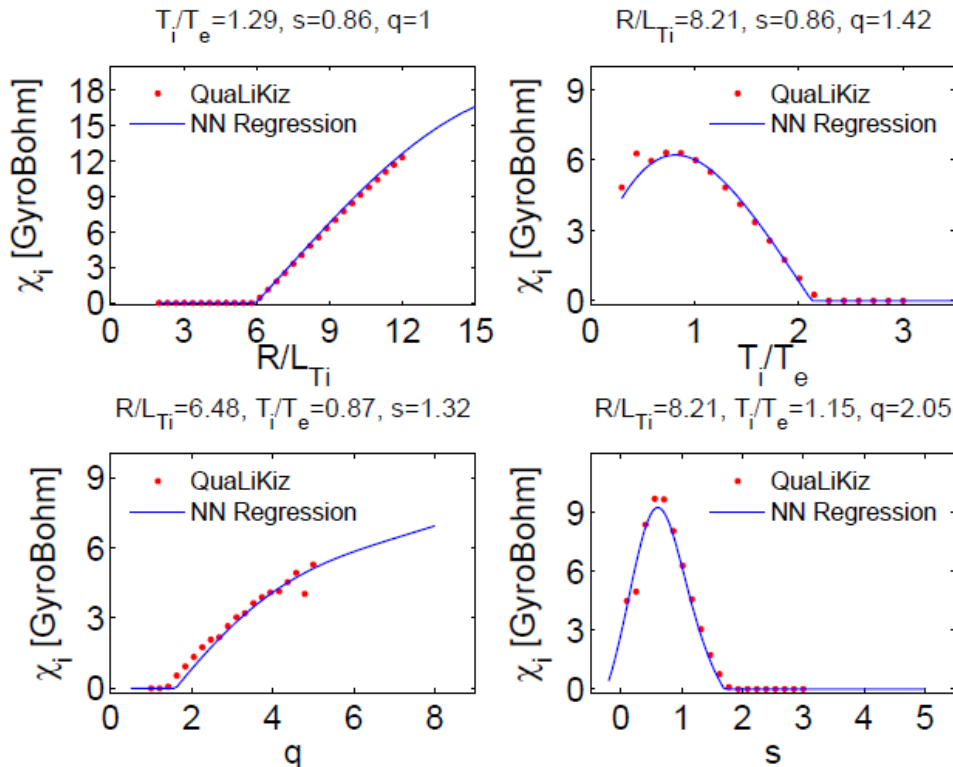 T_i/T_e=1.29, s=0.86, q=1
χ_i [GyroBohm]
18
15
12
9
6
3
0
QuaLiKiz
NN Regression
0 3 6 9 12 15
R/L_Ti
R/L_Ti=8.21, s=0.86, q=1.42
χ_i [GyroBohm]
9
6
3
0
QuaLiKiz
NN Regression
0 1 2 3
T_i/T_e
R/L_Ti=6.48, T_i/T_e=0.87, s=1.32
χ_i [GyroBohm]
9
6
3
0
QuaLiKiz
NN Regression
0 2 4 6 8
q
R/L_Ti=8.21, T_i/T_e=1.15, q=2.05
χ_i [GyroBohm]
9
6
3
0
QuaLiKiz
NN Regression
0 1 2 3 4 5
s